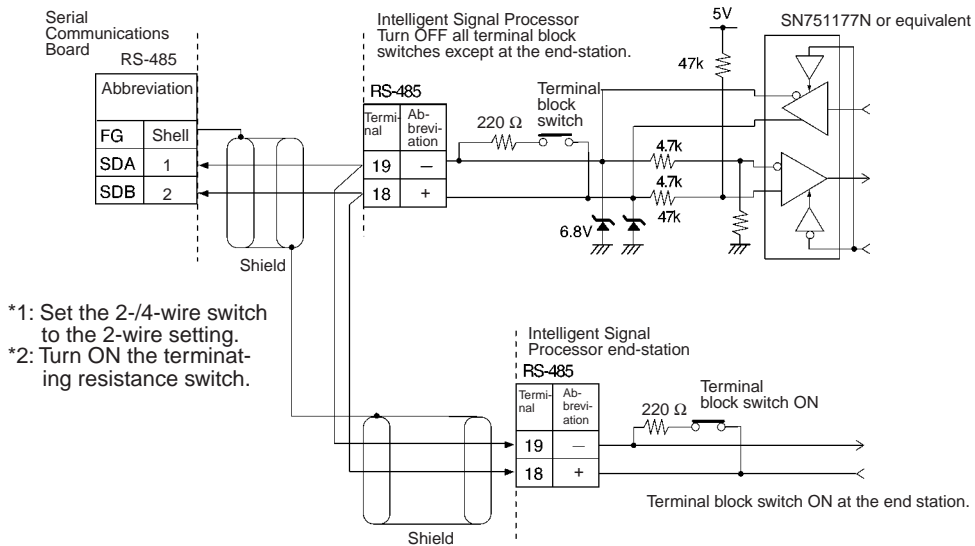 Serial
Communications
Board
RS-485
Abbreviation
FG Shell
SDA 1
SDB 2
Shield
Intelligent Signal Processor
Turn OFF all terminal block
switches except at the end-station.
RS-485
Termi-
nal
Ab-
brevi-
ation
19 –
18 +
220 Ω
Terminal
block
switch
5V
47k
4.7k
4.7k
47k
6.8V
SN751177N or equivalent
*1: Set the 2-/4-wire switch
to the 2-wire setting.
*2: Turn ON the terminat-
ing resistance switch.
Intelligent Signal
Processor end-station
RS-485
Termi-
nal
Ab-
brevi-
ation
19 –
18 +
220 Ω
Terminal
block switch ON
Terminal block switch ON at the end station.
Shield